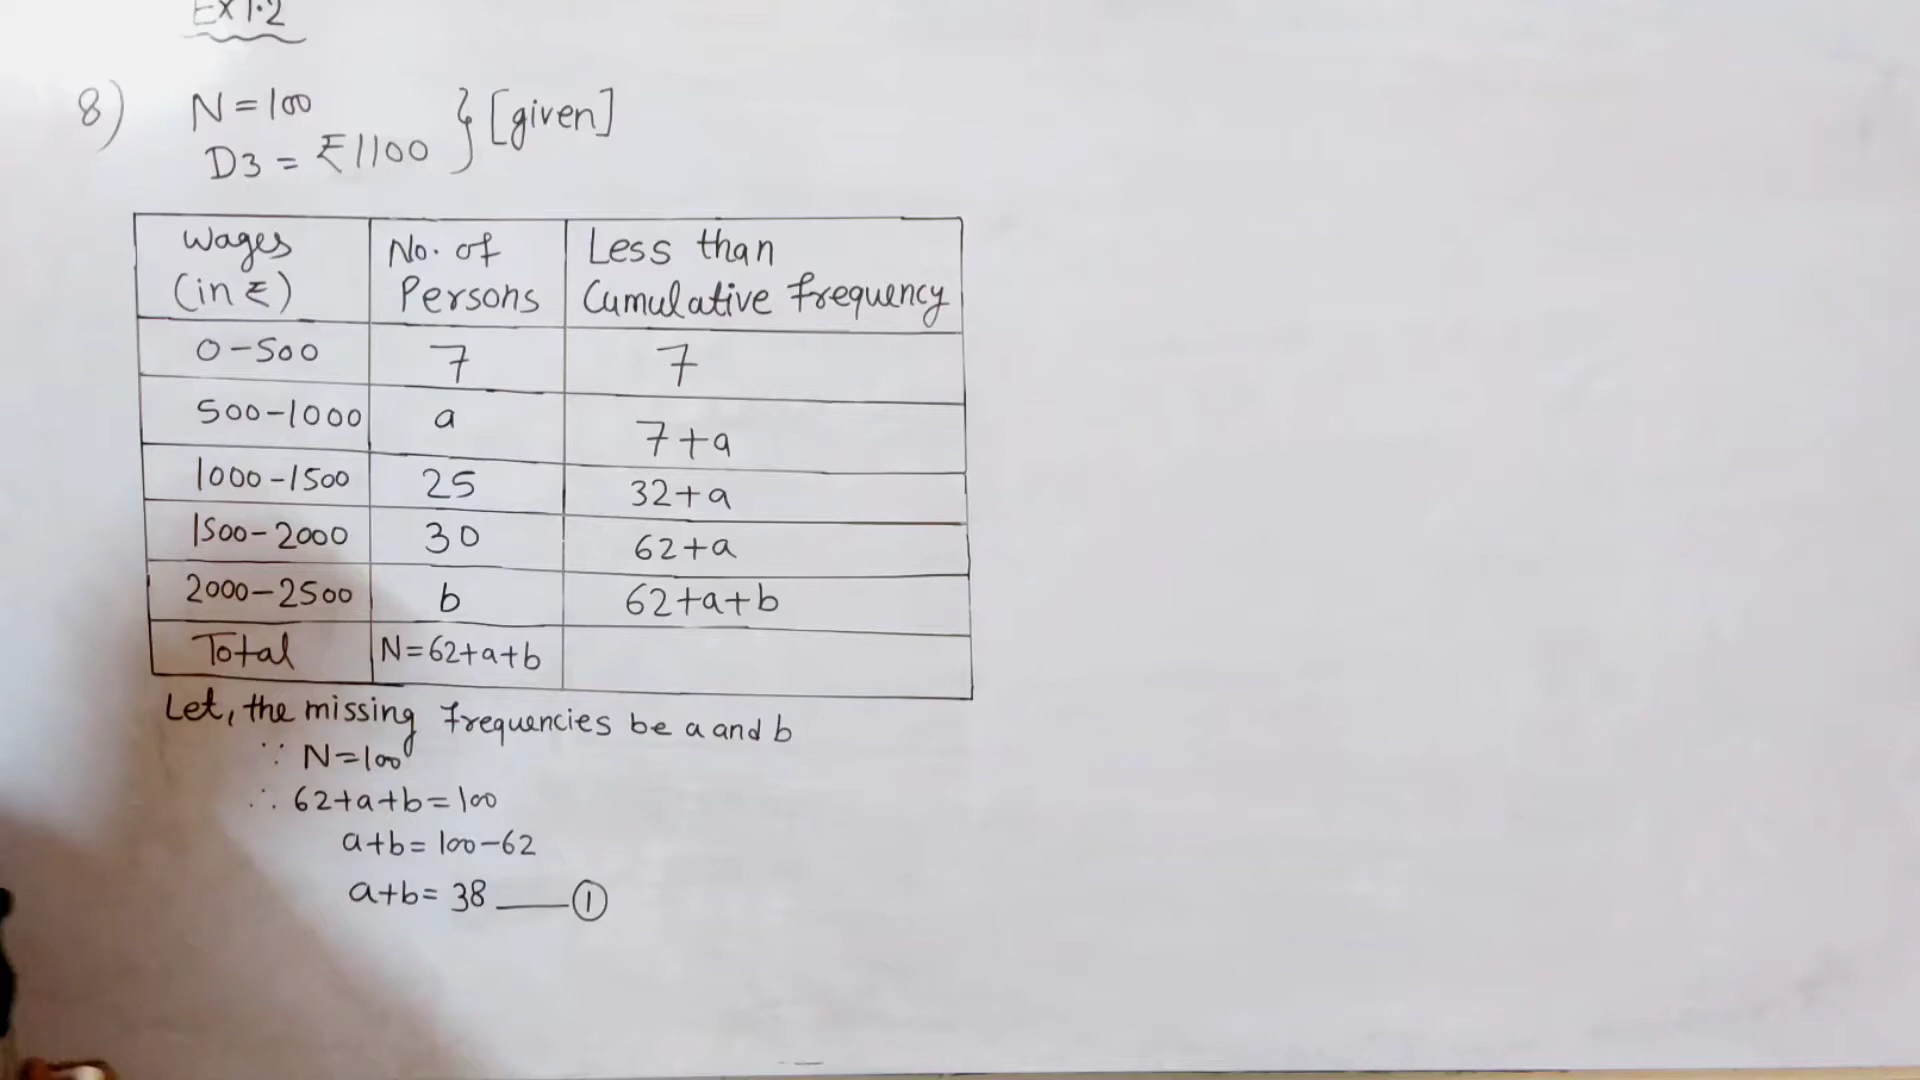 Ex 1.2
8) N=100
D3 = ₹1100 } [given]
Wages (in ₹) No. of Persons Less than Cumulative frequency
0-500 7 7
500-1000 a 7+a
1000-1500 25 32+a
1500-2000 30 62+a
2000-2500 b 62+a+b
Total N=62+a+b
Let, the missing frequencies be a and b
∵ N=100
∴ 62+a+b=100
a+b= 100-62
a+b= 38 ——①